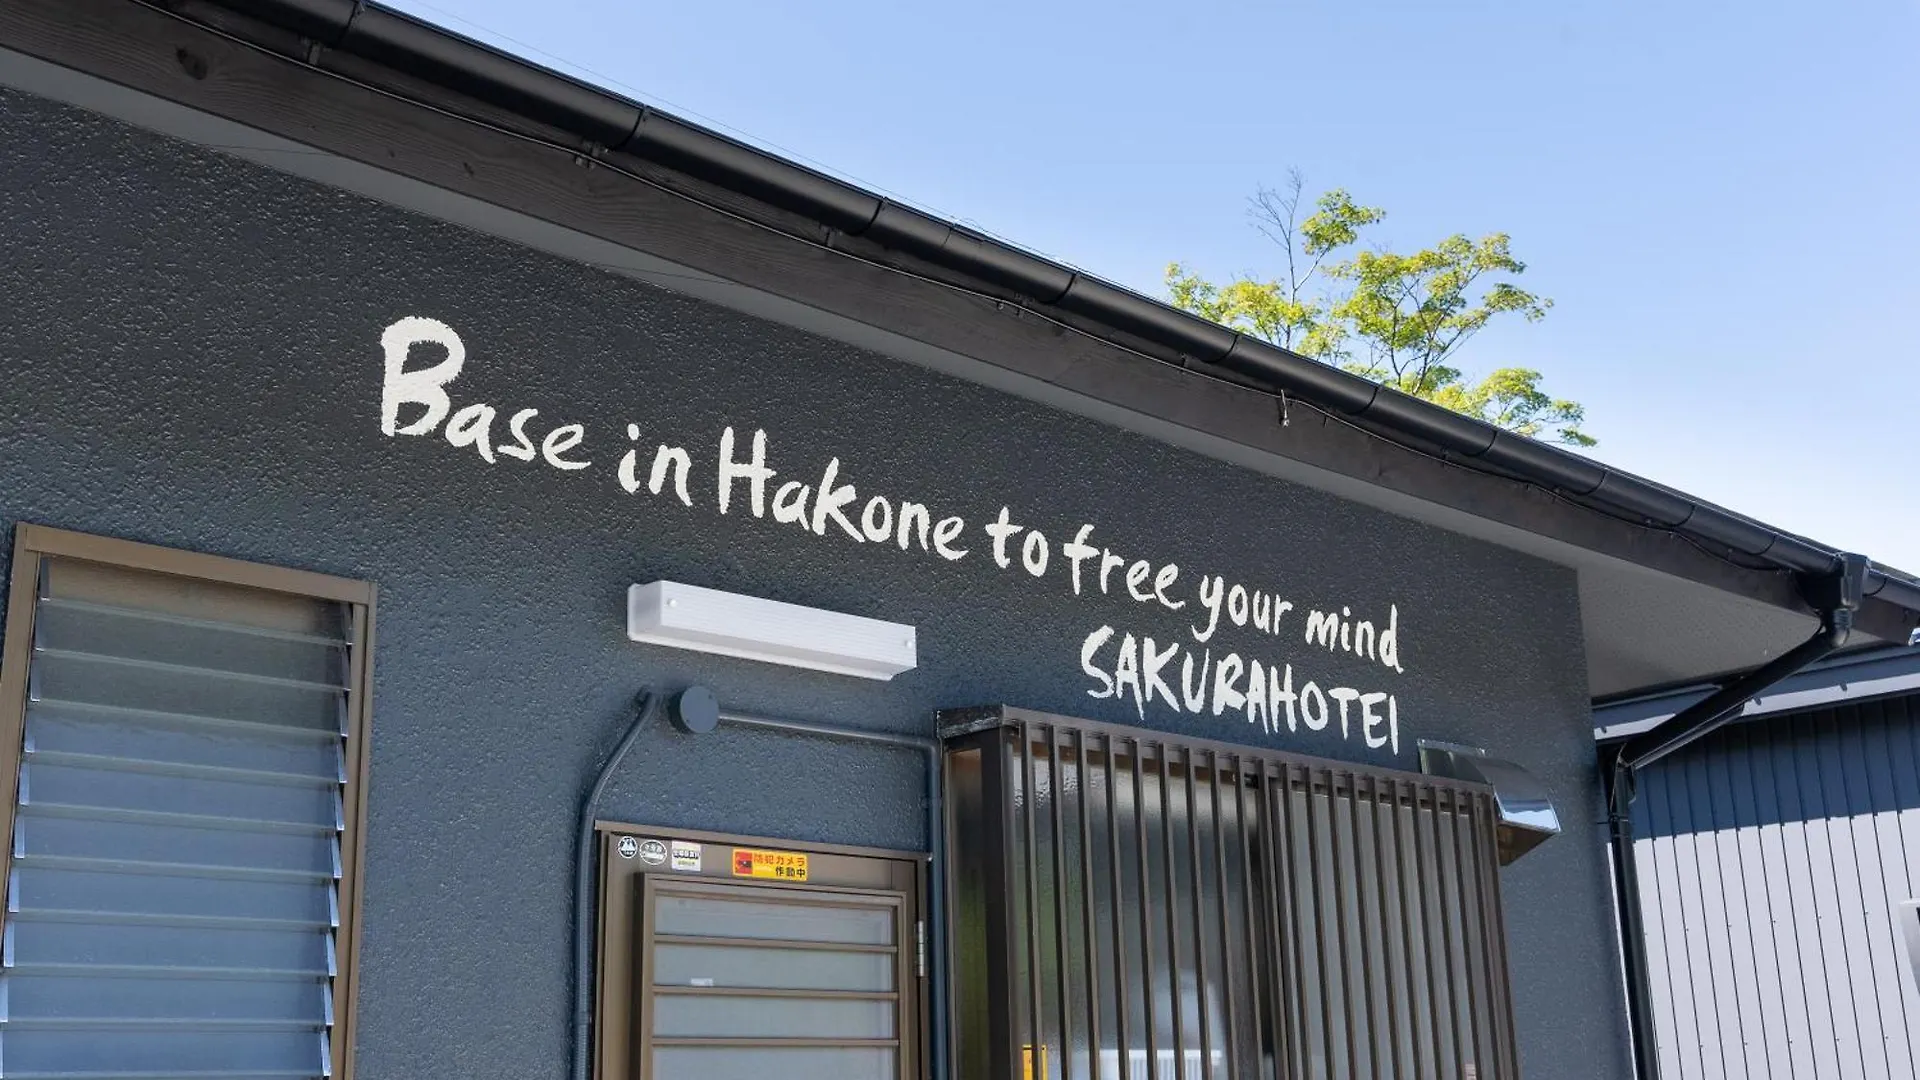 Base in Hakone to free your mind
SAKURAHOTEI
防犯カメラ
作動中